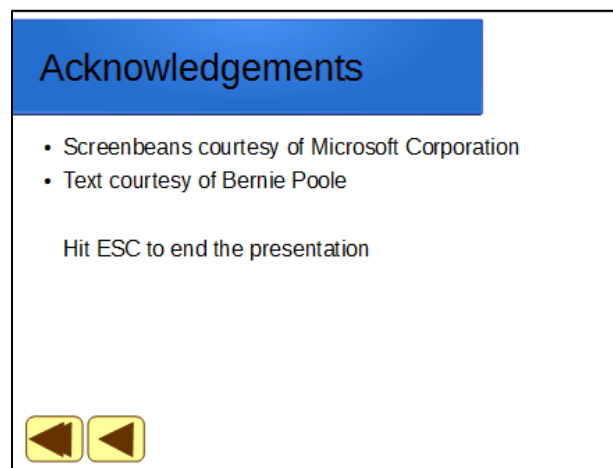 Acknowledgements
• Screenbeans courtesy of Microsoft Corporation
• Text courtesy of Bernie Poole
Hit ESC to end the presentation